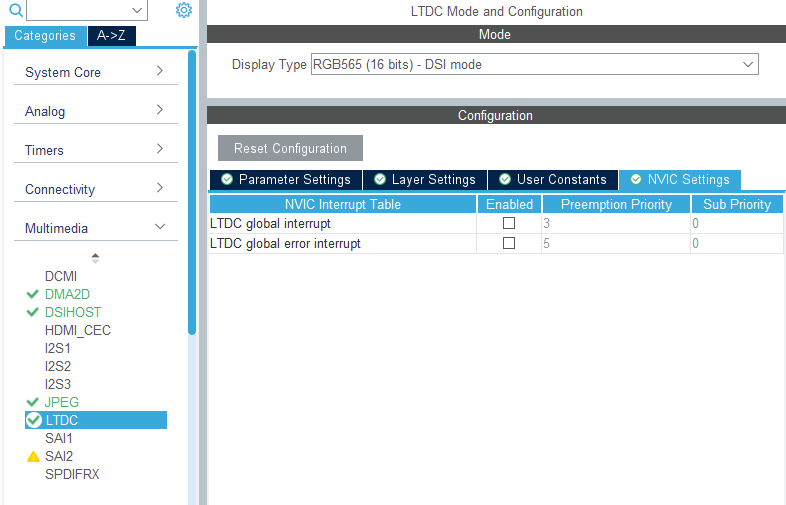 Categories
A->Z
System Core
Analog
Timers
Connectivity
Multimedia
DCMI
DMA2D
DSIHOST
HDMI_CEC
I2S1
I2S2
I2S3
JPEG
LTDC
SAI1
SAI2
SPDIFRX
LTDC Mode and Configuration
Mode
Display Type RGB565 (16 bits) - DSI mode
Configuration
Reset Configuration
Parameter Settings Layer Settings User Constants NVIC Settings
NVIC Interrupt Table Enabled Preemption Priority Sub Priority
LTDC global interrupt 3 0
LTDC global error interrupt 5 0